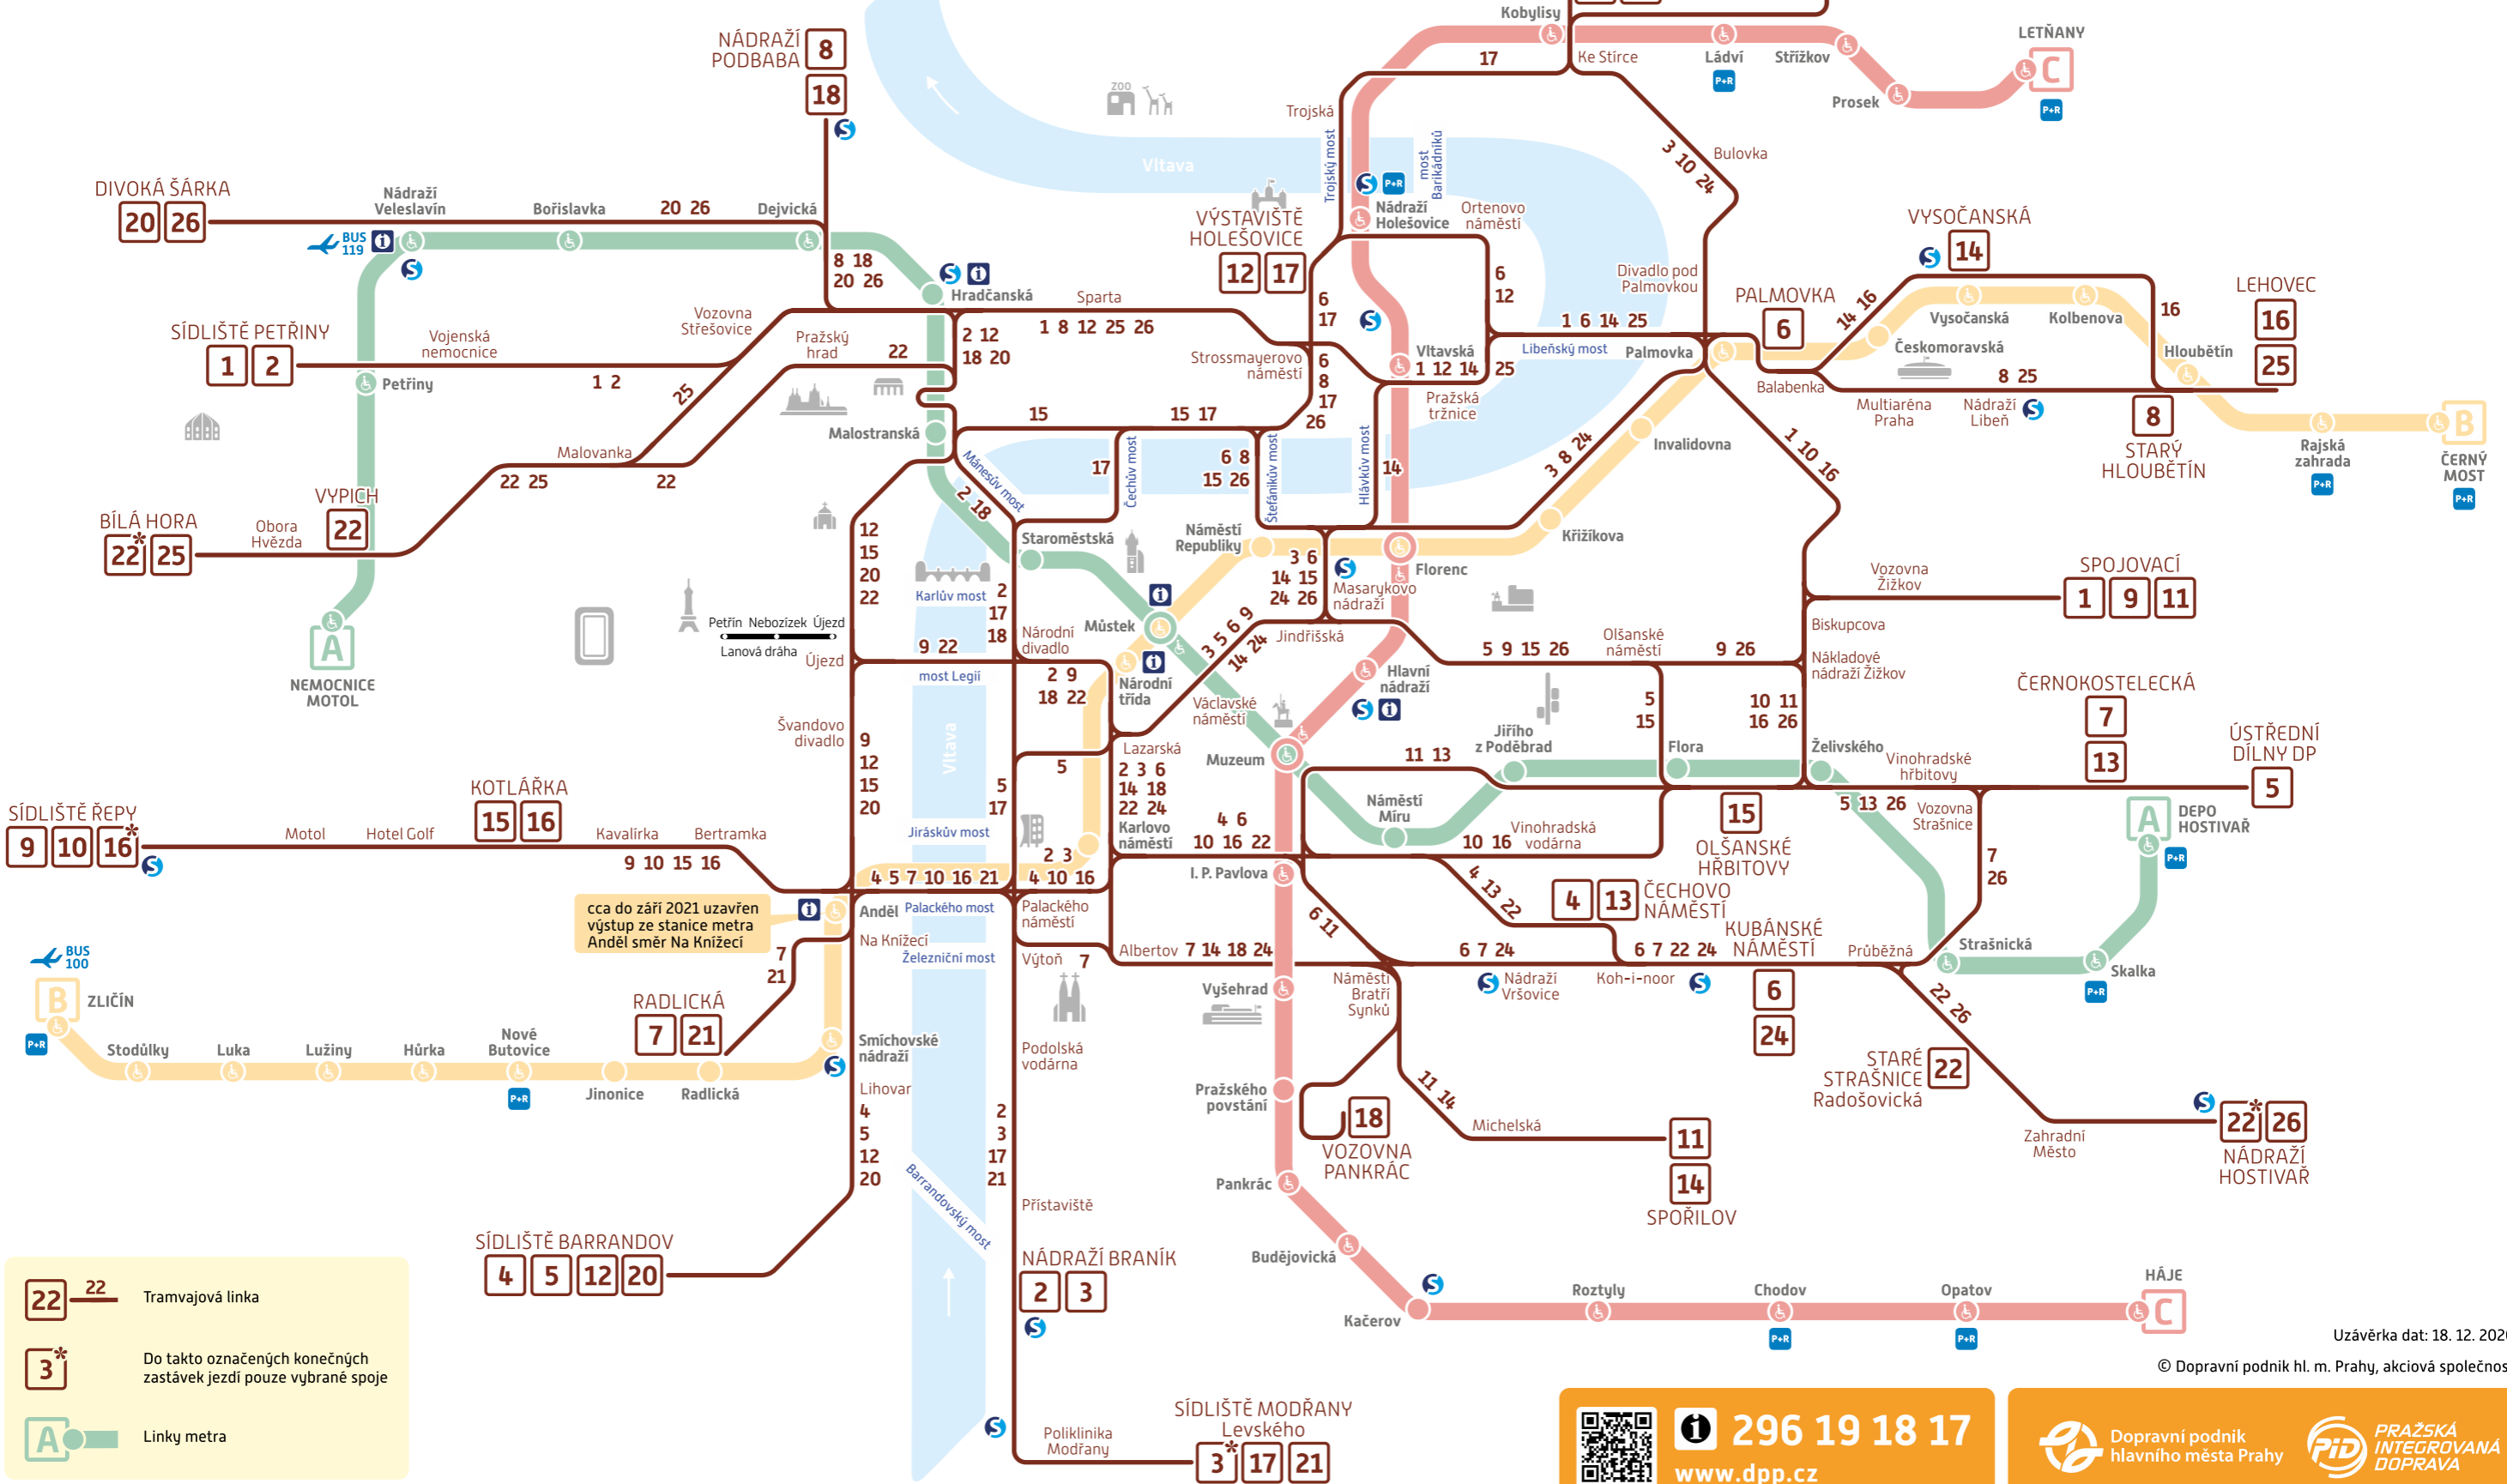 Kobylisy
Ke Stírce
Ládví
P+R
Střížkov
Prosek
LETŇANY
C
P+R
NÁDRAŽÍ
PODBABA
8
18
S
ZOO
17
Trojská
Trojský most
most
Barikádníků
Vltava
3 10 24
Bulovka
DIVOKÁ ŠÁRKA
20 26
Nádraží
Veleslavín
BUS
119
i
S
Bořislavka
20 26
Dejvická
8 18
20 26
S i
Hradčanská
VÝSTAVIŠTĚ
HOLEŠOVICE
12 17
S P+R
Nádraží
Holešovice
Ortenovo
náměstí
6
12
6
17
S
Divadlo pod
Palmovkou
VYSOČANSKÁ
S 14
PALMOVKA
6
14 16
Vysočanská
Kolbenova
16
LEHOVEC
16
25
Hloubětín
SÍDLIŠTĚ PETŘINY
1 2
Vojenská
nemocnice
1 2
Petřiny
Vozovna
Střešovice
25
Pražský
hrad
22
2 12
18 20
Sparta
1 8 12 25 26
Strossmayerovo
náměstí
6
8
17
26
Vltavská
1 12 14
25
Pražská
tržnice
1 6 14 25
Libeňský most
Palmovka
Balabenka
Českomoravská
8 25
Multiaréna
Praha
Nádraží
Libeň
S
8
STARÝ
HLOUBĚTÍN
Rajská
zahrada
P+R
B
ČERNÝ
MOST
P+R
Malostranská
15
15 17
17
Čechův most
6 8
15 26
Štefánikův most
Hlávkův most
14
3 8 24
Invalidovna
Křižíkova
1 10 16
Malovanka
22 25
22
VYPICH
22
BÍLÁ HORA
22* 25
Obora
Hvězda
A
NEMOCNICE
MOTOL
Mánesův most
2 18
Staroměstská
12
15
20
22
Karlův most
2
17
18
Náměstí
Republiky
3 6
14 15
24 26
S
Masarykovo
nádraží
Florenc
Petřín Nebozízek Újezd
Lanová dráha
Újezd
9 22
most Legií
Národní
divadlo
i
Můstek
i
Národní
třída
2 9
18 22
3 5 6 9
14 24
Jindřišská
Václavské
náměstí
Hlavní
nádraží
S i
5 9 15 26
Olšanské
náměstí
9 26
Vozovna
Žižkov
SPOJOVACÍ
1 9 11
Biskupcova
Nákladové
nádraží Žižkov
5
15
10 11
16 26
ČERNOKOSTELECKÁ
7
13
ÚSTŘEDNÍ
DÍLNY DP
5
Švandovo
divadlo
9
12
15
20
Vltava
5
17
5
Lazarská
2 3 6
14 18
22 24
Karlovo
náměstí
Muzeum
11 13
Jiřího
z Poděbrad
Flora
Želivského
Vinohradské
hřbitovy
5 13 26
Vozovna
Strašnice
A
DEPO
HOSTIVAŘ
P+R
SÍDLIŠTĚ ŘEPY
9 10 16*
S
Motol
Hotel Golf
KOTLÁŘKA
15 16
Kavalírka
9 10 15 16
Bertramka
Jiráskův most
4 5 7 10 16 21
2 3
4 10 16
4 6
10 16 22
Náměstí
Míru
10 16
Vinohradská
vodárna
15
OLŠANSKÉ
HŘBITOVY
7
26
cca do září 2021 uzavřen
výstup ze stanice metra
Anděl směr Na Knížecí
i
Anděl
Palackého most
Palackého
náměstí
I. P. Pavlova
4 13 22
4 13
ČECHOVO
NÁMĚSTÍ
6 11
Na Knížecí
Železniční most
Výtoň
7
Albertov
7 14 18 24
6 7 24
6 7 22 24
KUBÁNSKÉ
NÁMĚSTÍ
6
24
Průběžná
Strašnická
Skalka
P+R
BUS
100
B
ZLIČÍN
P+R
Stodůlky
Luka
Lužiny
Hůrka
Nové
Butovice
P+R
Jinonice
Radlická
RADLICKÁ
7 21
7
21
Smíchovské
nádraží
S
Vyšehrad
Náměstí
Bratří
Synků
S Nádraží
Vršovice
Koh-i-noor
S
22 26
STARÉ
STRAŠNICE
Radošovická
22
Podolská
vodárna
Lihovar
4
5
12
20
2
3
17
21
Barrandovský most
Pražského
povstání
18
VOZOVNA
PANKRÁC
11 14
Michelská
11
14
SPOŘILOV
Zahradní
Město
S
22* 26
NÁDRAŽÍ
HOSTIVAŘ
Přístaviště
Pankrác
SÍDLIŠTĚ BARRANDOV
4 5 12 20
NÁDRAŽÍ BRANÍK
2 3
S
Budějovická
S
Kačerov
Roztyly
Chodov
P+R
Opatov
P+R
HÁJE
C
22 22 Tramvajová linka
3* Do takto označených konečných
zastávek jezdí pouze vybrané spoje
A Linky metra
S
Poliklinika
Modřany
SÍDLIŠTĚ MODŘANY
Levského
3* 17 21
Uzávěrka dat: 18. 12. 2020
© Dopravní podnik hl. m. Prahy, akciová společnos
i 296 19 18 17
www.dpp.cz
Dopravní podnik
hlavního města Prahy
PID
PRAŽSKÁ
INTEGROVANÁ
DOPRAVA